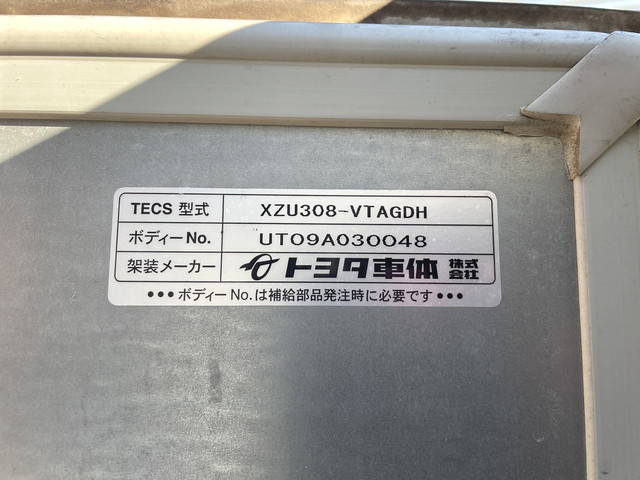 TECS 型式 XZU308-VTAGDH
ボディーNo. UT09A030048
架装メーカー トヨタ車体 株式会社
•••ボディーNo.は補給部品発注時に必要です•••